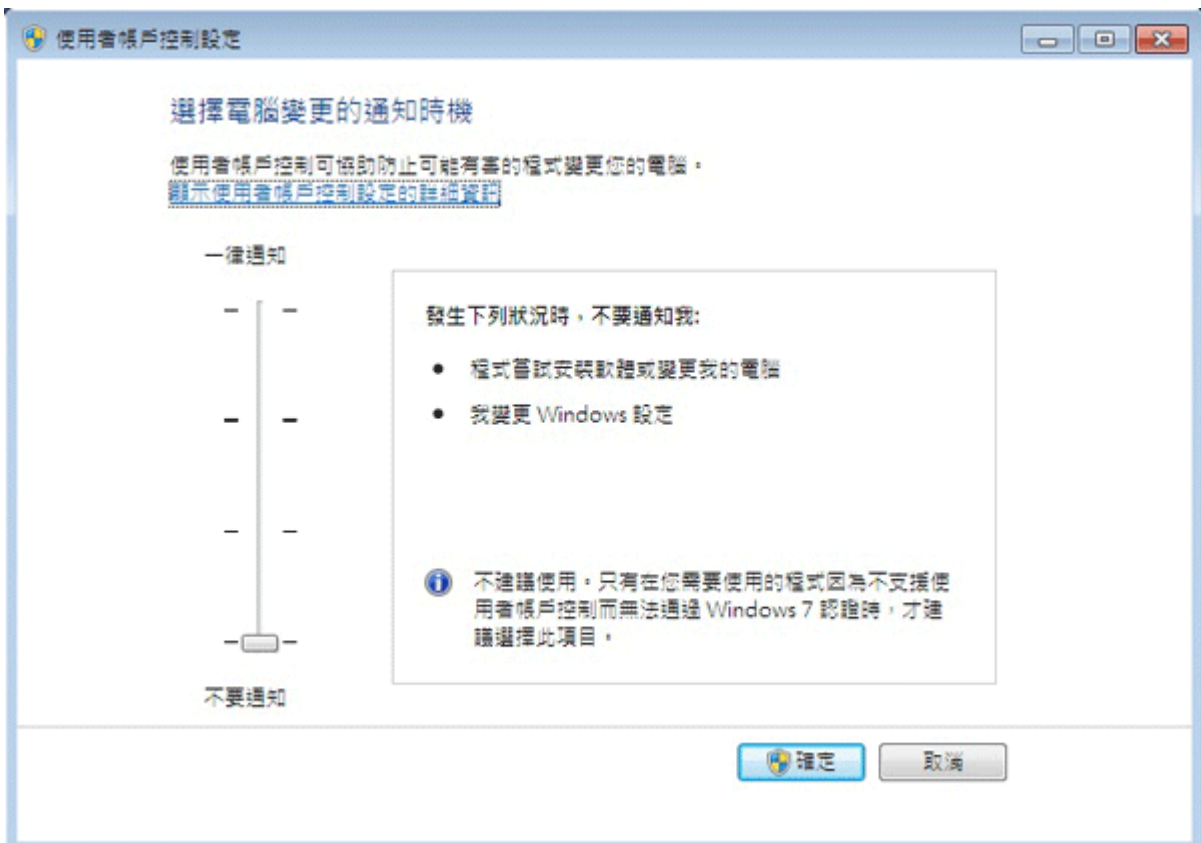 使用者帳戶控制設定
選擇電腦變更的通知時機
使用者帳戶控制可協助防止可能有害的程式變更您的電腦。
顯示使用者帳戶控制設定的詳細資訊
一律通知
發生下列狀況時，不要通知我:
● 程式嘗試安裝軟體或變更我的電腦
● 我變更 Windows 設定
不建議使用。只有在您需要使用的程式因為不支援使
用者帳戶控制而無法通過 Windows 7 認證時，才建
議選擇此項目。
不要通知
確定
取消